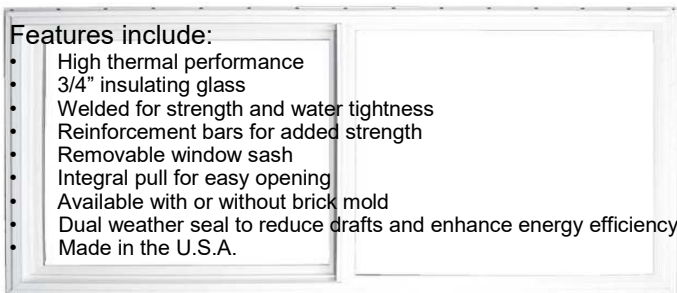 Features include:
• High thermal performance
• 3/4” insulating glass
• Welded for strength and water tightness
• Reinforcement bars for added strength
• Removable window sash
• Integral pull for easy opening
• Available with or without brick mold
• Dual weather seal to reduce drafts and enhance energy efficiency
• Made in the U.S.A.